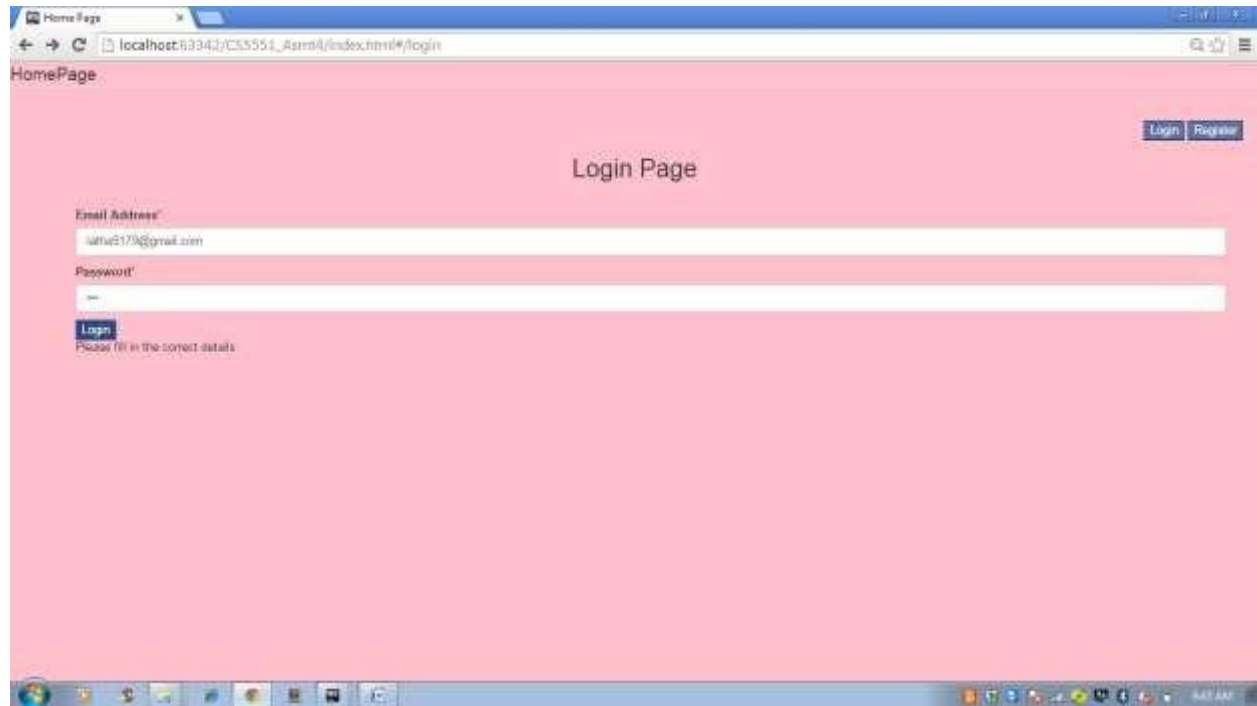 Home Page
localhost:63342/CS5551_Asmt4/index.html#/login
HomePage
Login Register
Login Page
Email Address*
Password*
Login
Please fill in the correct details